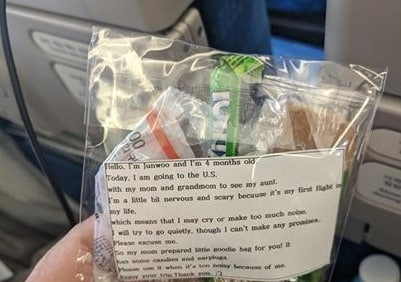 Hello, I'm Junwoo and I'm 4 months old.
Today, I am going to the U.S.
with my mom and grandmom to see my aunt.
I'm a little bit nervous and scary because it's my first flight in
my life,
which means that I may cry or make too much noise.
I will try to go quietly, though I can't make any promises.
Please excuse me.
So my mom prepared little goodie bag for you! it
has some candies and earplugs.
Please use it when it's too noisy because of me.
Enjoy your trip.Thank you. :)